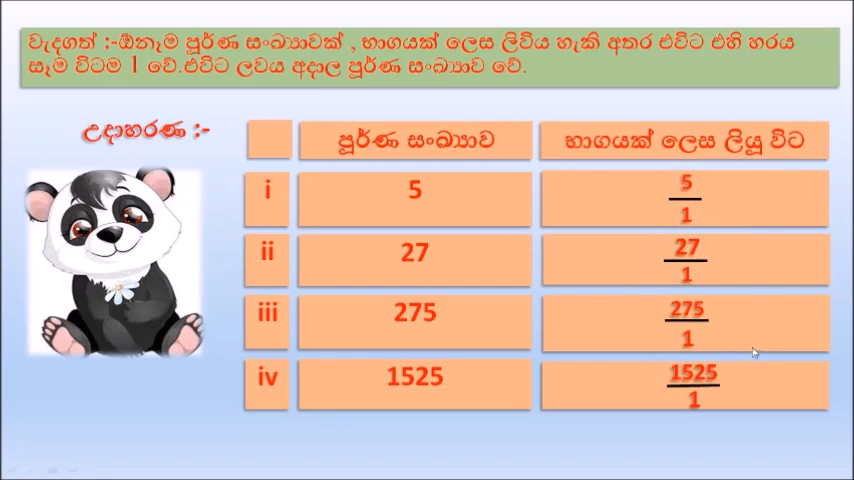 වැදගත් :-ඕනෑම පූර්ණ සංඛ්‍යාවක් , භාගයක් ලෙස ලිවිය හැකි අතර එවිට එහි හරය
සෑම විටම 1 වේ.එවිට ලවය අදාල පූර්ණ සංඛ්‍යාව වේ.
උදාහරණ :-
පූර්ණ සංඛ්‍යාව භාගයක් ලෙස ලියූ විට
i 5 5/1
ii 27 27/1
iii 275 275/1
iv 1525 1525/1